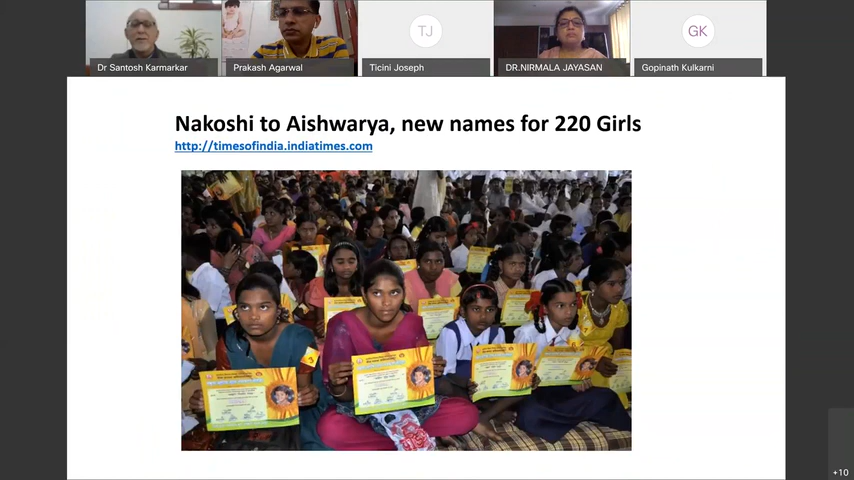 Dr Santosh Karmarkar
Prakash Agarwal
TJ
Ticini Joseph
DR.NIRMALA JAYASAN
GK
Gopinath Kulkarni
Nakoshi to Aishwarya, new names for 220 Girls
http://timesofindia.indiatimes.com
+10